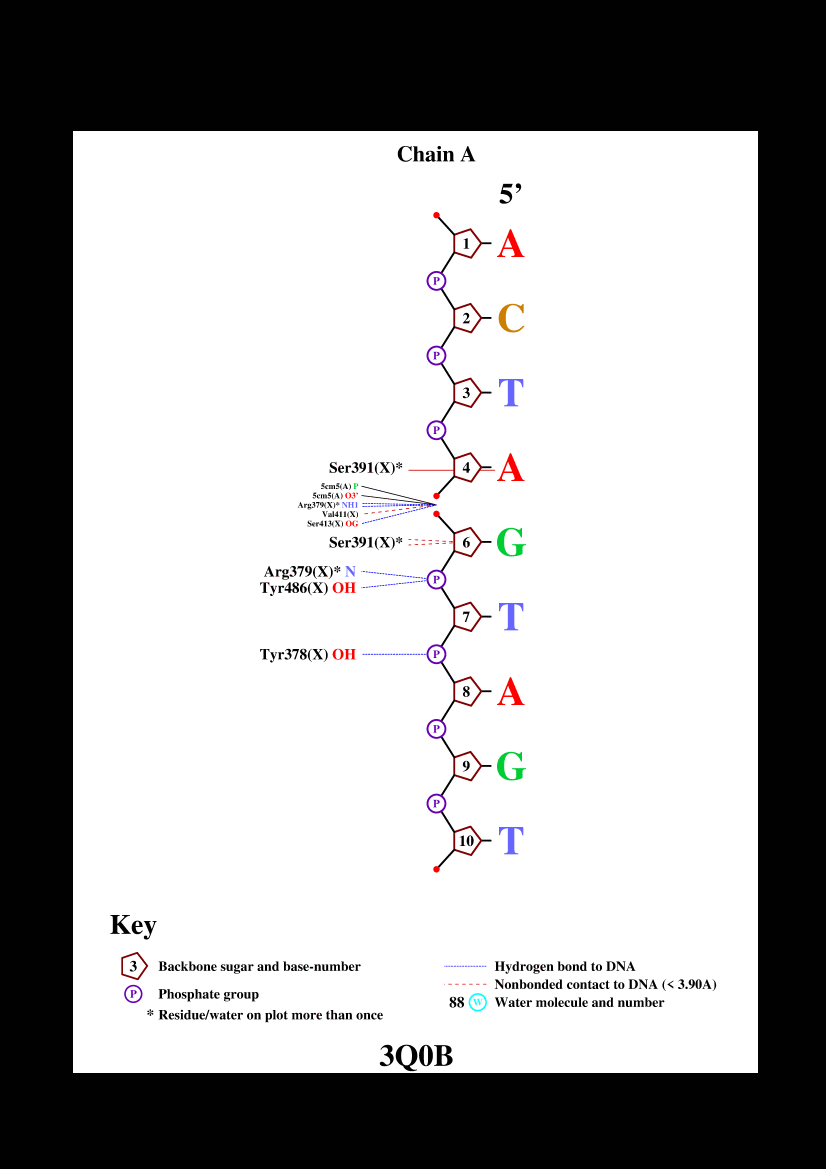 Chain A
5’
1 A
P
2 C
P
3 T
P
Ser391(X)* 4 A
5cm5(A) P
5cm5(A) O3'
Arg379(X)* NH1
Val411(X)
Ser413(X) OG
Ser391(X)* 6 G
Arg379(X)* N
P
Tyr486(X) OH
7 T
Tyr378(X) OH P
8 A
P
9 G
P
10 T
Key
3 Backbone sugar and base-number
P Phosphate group
* Residue/water on plot more than once
Hydrogen bond to DNA
Nonbonded contact to DNA (< 3.90A)
88 W Water molecule and number
3Q0B